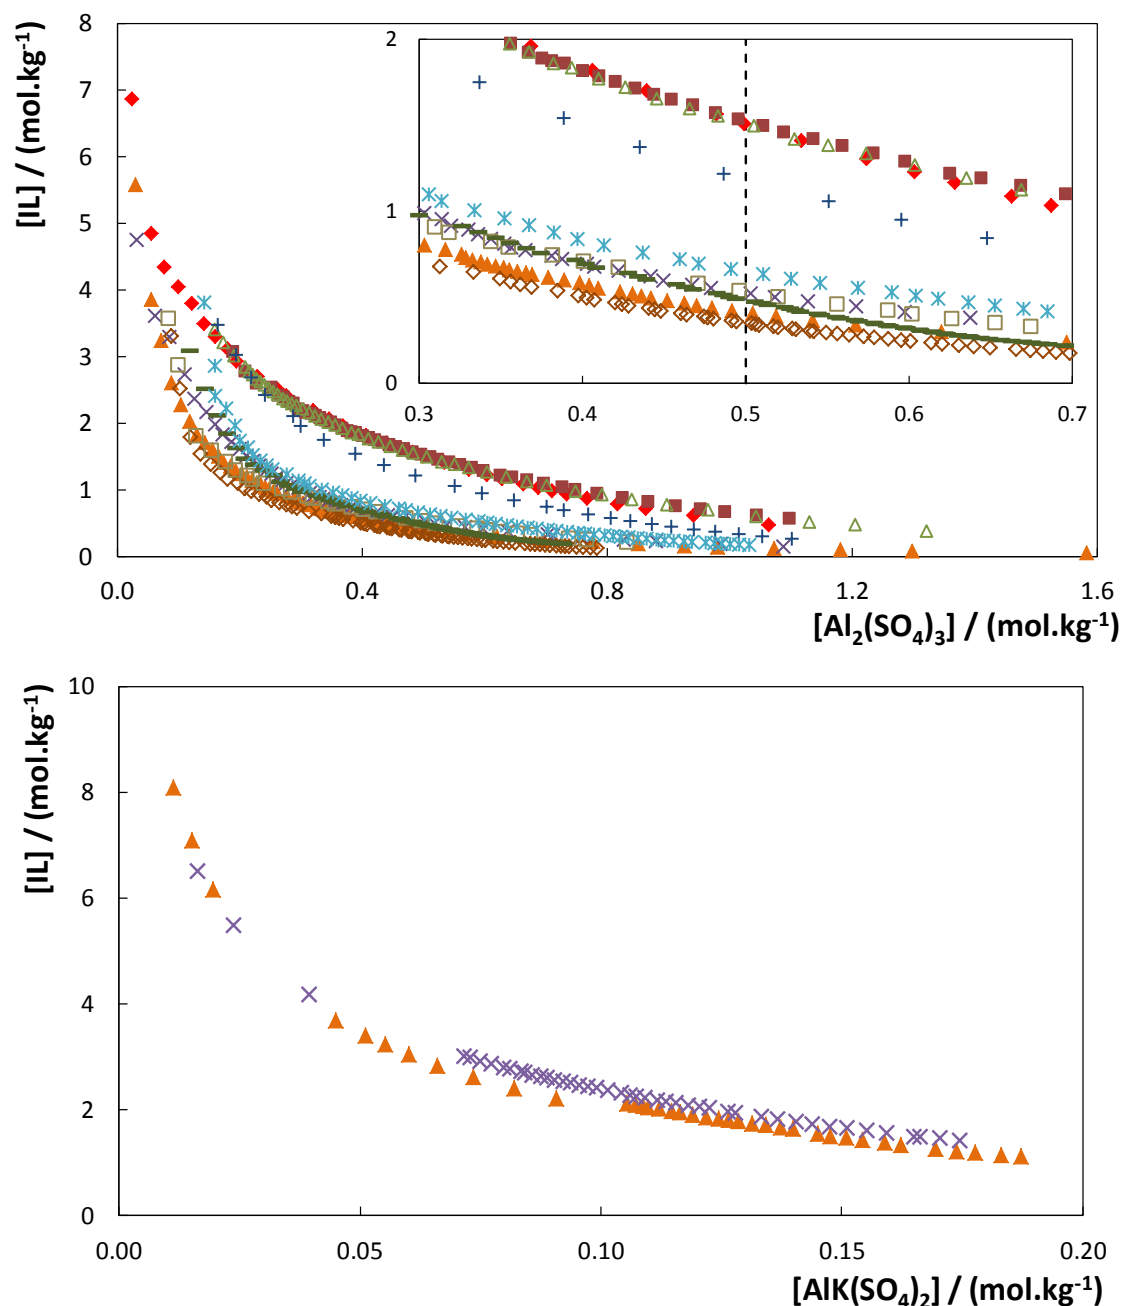 8
7
6
5
4
3
2
1
0
[IL] / (mol.kg⁻¹)
2
1
0
0.3 0.4 0.5 0.6 0.7
0.0 0.4 0.8 1.2 1.6
[Al₂(SO₄)₃] / (mol.kg⁻¹)
10
8
6
4
2
0
[IL] / (mol.kg⁻¹)
0.00 0.05 0.10 0.15 0.20
[AlK(SO₄)₂] / (mol.kg⁻¹)